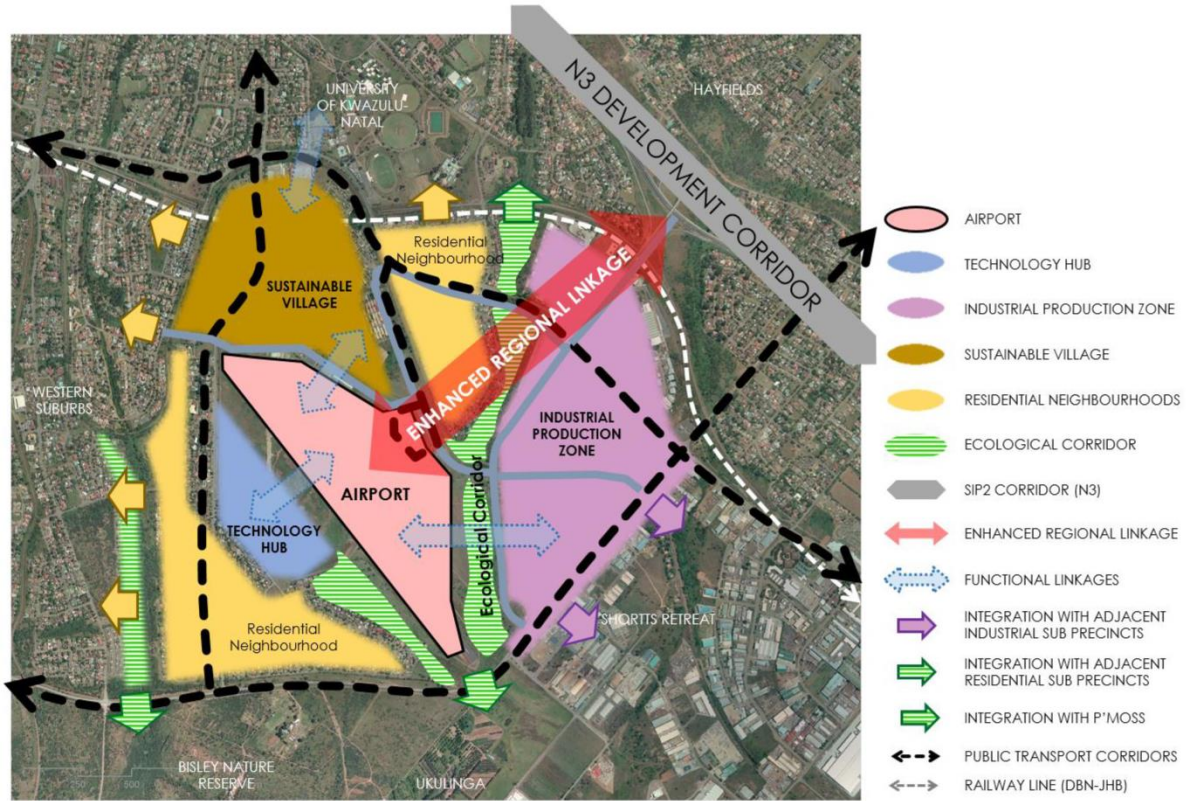 N3 DEVELOPMENT CORRIDOR
UNIVERSITY
OF KWAZULU-
NATAL
HAYFIELDS
Residential
Neighbourhood
SUSTAINABLE
VILLAGE
ENHANCED REGIONAL LNKAGE
WESTERN
SUBURBS
INDUSTRIAL
PRODUCTION
ZONE
AIRPORT
TECHNOLOGY
HUB
Ecological Corridor
Residential
Neighbourhood
SHORTTS RETREAT
BISLEY NATURE
RESERVE
UKULINGA
AIRPORT
TECHNOLOGY HUB
INDUSTRIAL PRODUCTION ZONE
SUSTAINABLE VILLAGE
RESIDENTIAL NEIGHBOURHOODS
ECOLOGICAL CORRIDOR
SIP2 CORRIDOR (N3)
ENHANCED REGIONAL LINKAGE
FUNCTIONAL LINKAGES
INTEGRATION WITH ADJACENT
INDUSTRIAL SUB PRECINCTS
INTEGRATION WITH ADJACENT
RESIDENTIAL SUB PRECINCTS
INTEGRATION WITH P'MOSS
PUBLIC TRANSPORT CORRIDORS
RAILWAY LINE (DBN-JHB)